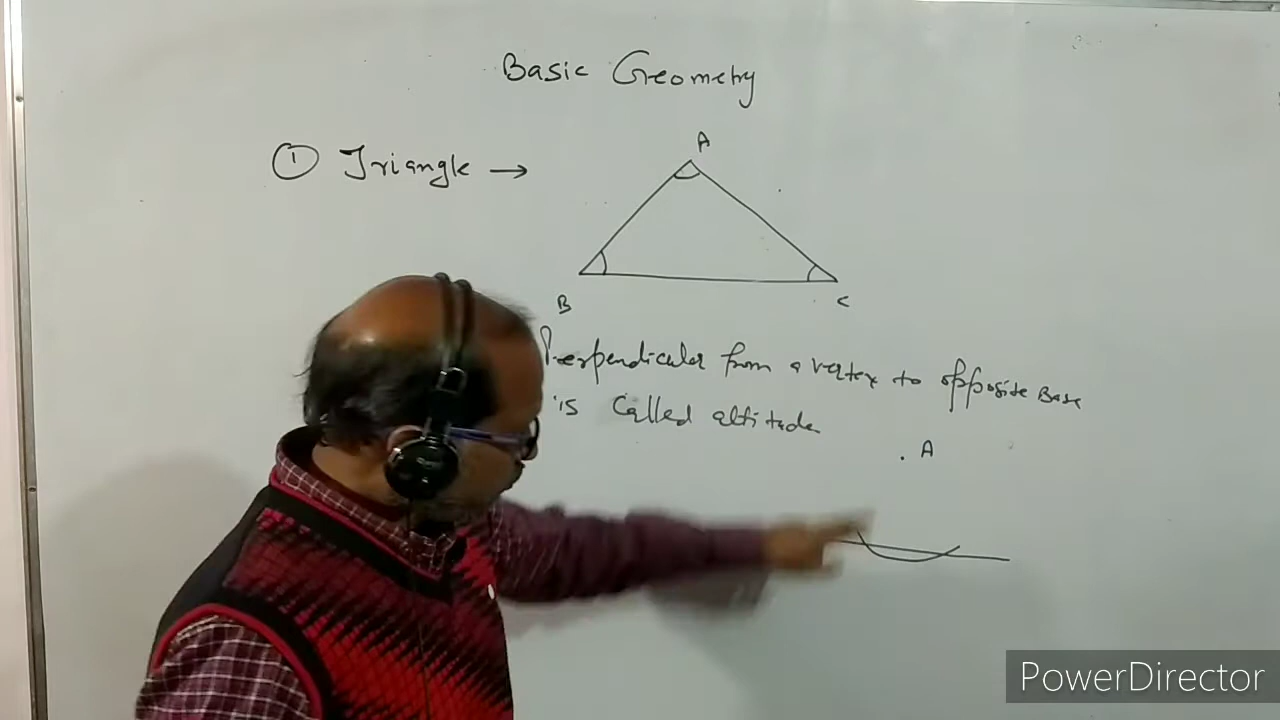 Basic Geometry
① Triangle →
A
B
C
Perpendicular from a vertex to opposite Base
is called altitude
. A
PowerDirector